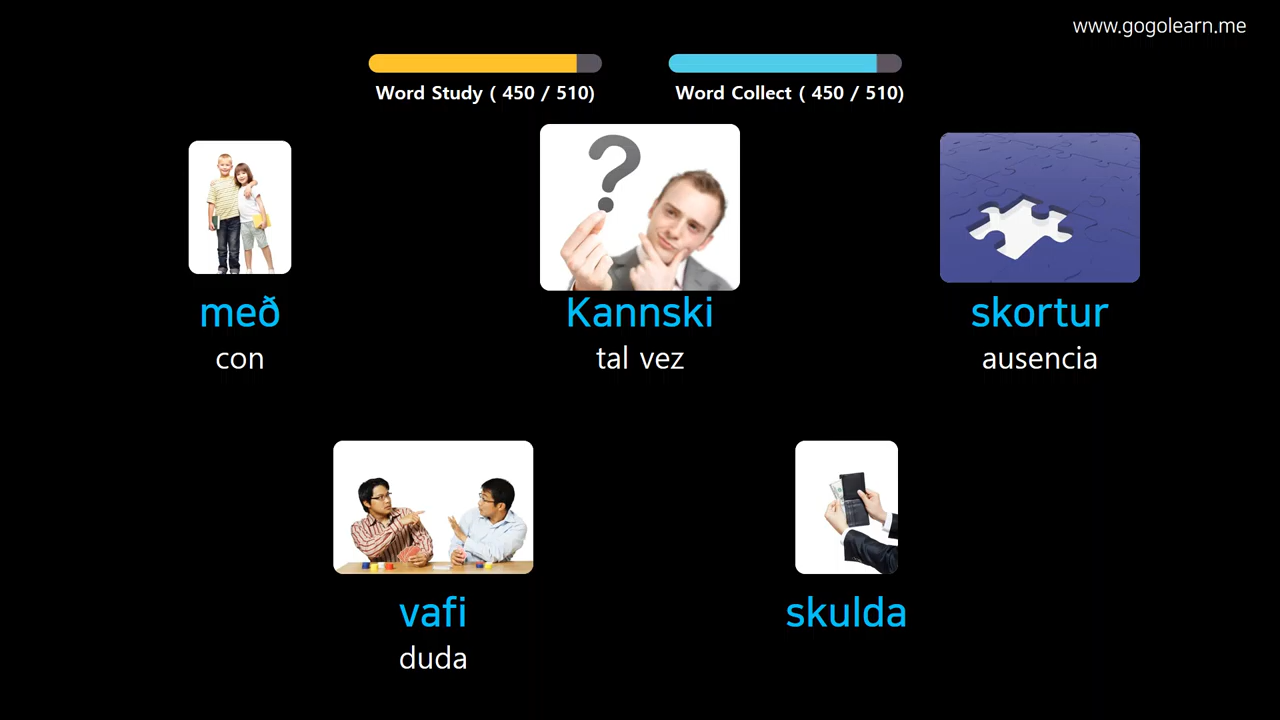 www.gogolearn.me
Word Study ( 450 / 510)
Word Collect ( 450 / 510)
með
con
Kannski
tal vez
skortur
ausencia
vafi
duda
skulda